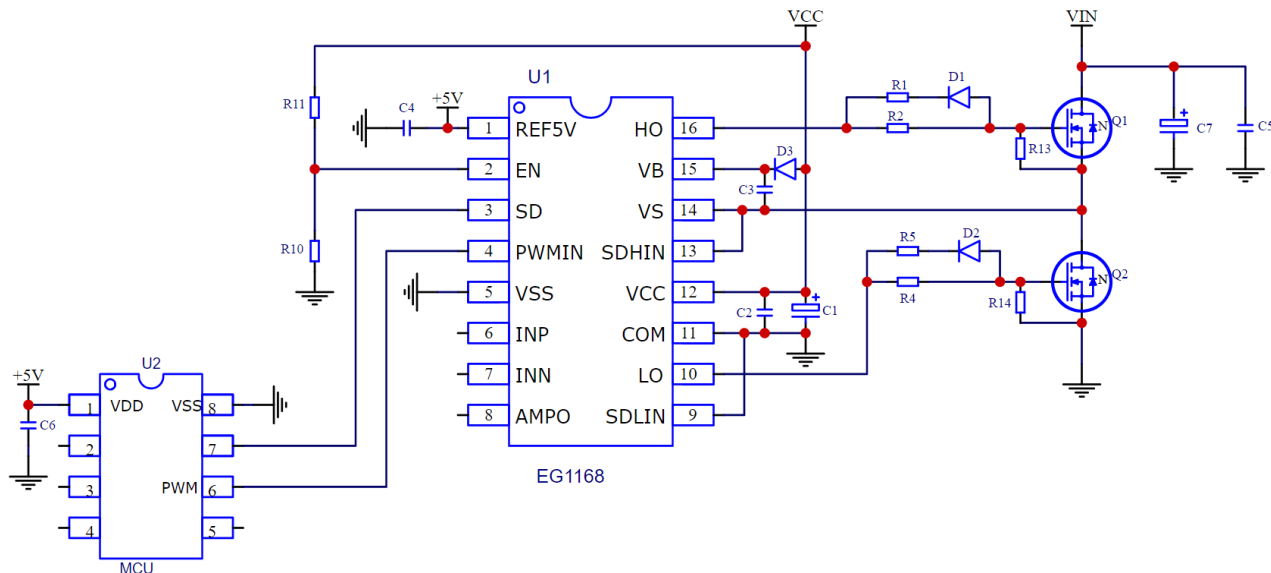 VCC
VIN
U1
D1
R1
R11
C4
+5V
R2
1 REF5V HO 16
Q1
N
C7
C5
R13
D3
2 EN VB 15
C3
3 SD VS 14
R10
4 PWMIN SDHIN 13
R5
D2
Q2
N
5 VSS VCC 12
R4
R14
C2
C1
6 INP COM 11
7 INN LO 10
8 AMPO SDLIN 9
EG1168
U2
+5V
1 VDD VSS 8
C6
2 7
3 PWM 6
4 5
MCU